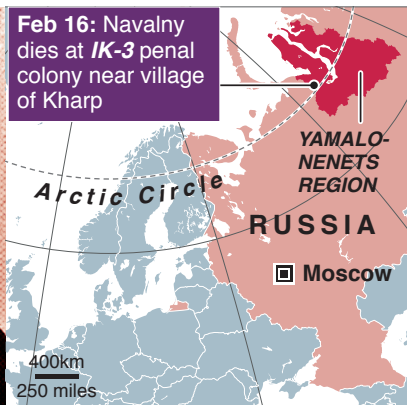 Feb 16: Navalny
dies at IK-3 penal
colony near village
of Kharp
YAMALO-
NENETS
REGION
Arctic Circle
RUSSIA
Moscow
400km
250 miles